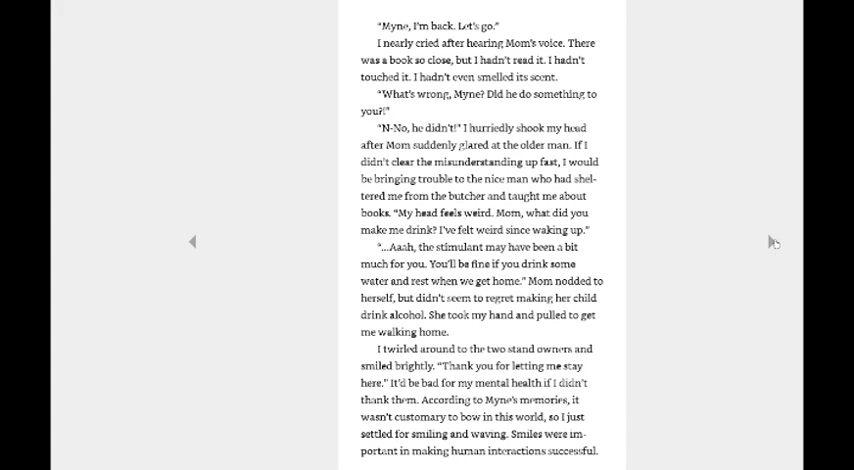 “Myne, I’m back. Let’s go.”
I nearly cried after hearing Mom’s voice. There
was a book so close, but I hadn’t read it. I hadn’t
touched it. I hadn’t even smelled its scent.
“What’s wrong, Myne? Did he do something to
you?!”
“N-No, he didn’t!” I hurriedly shook my head
after Mom suddenly glared at the older man. If I
didn’t clear the misunderstanding up fast, I would
be bringing trouble to the nice man who had shel-
tered me from the butcher and taught me about
books. “My head feels weird. Mom, what did you
make me drink? I’ve felt weird since waking up.”
“...Aaah, the stimulant may have been a bit
much for you. You’ll be fine if you drink some
water and rest when we get home.” Mom nodded to
herself, but didn’t seem to regret making her child
drink alcohol. She took my hand and pulled to get
me walking home.
I twirled around to the two stand owners and
smiled brightly. “Thank you for letting me stay
here.” It’d be bad for my mental health if I didn’t
thank them. According to Myne’s memories, it
wasn’t customary to bow in this world, so I just
settled for smiling and waving. Smiles were im-
portant in making human interactions successful.